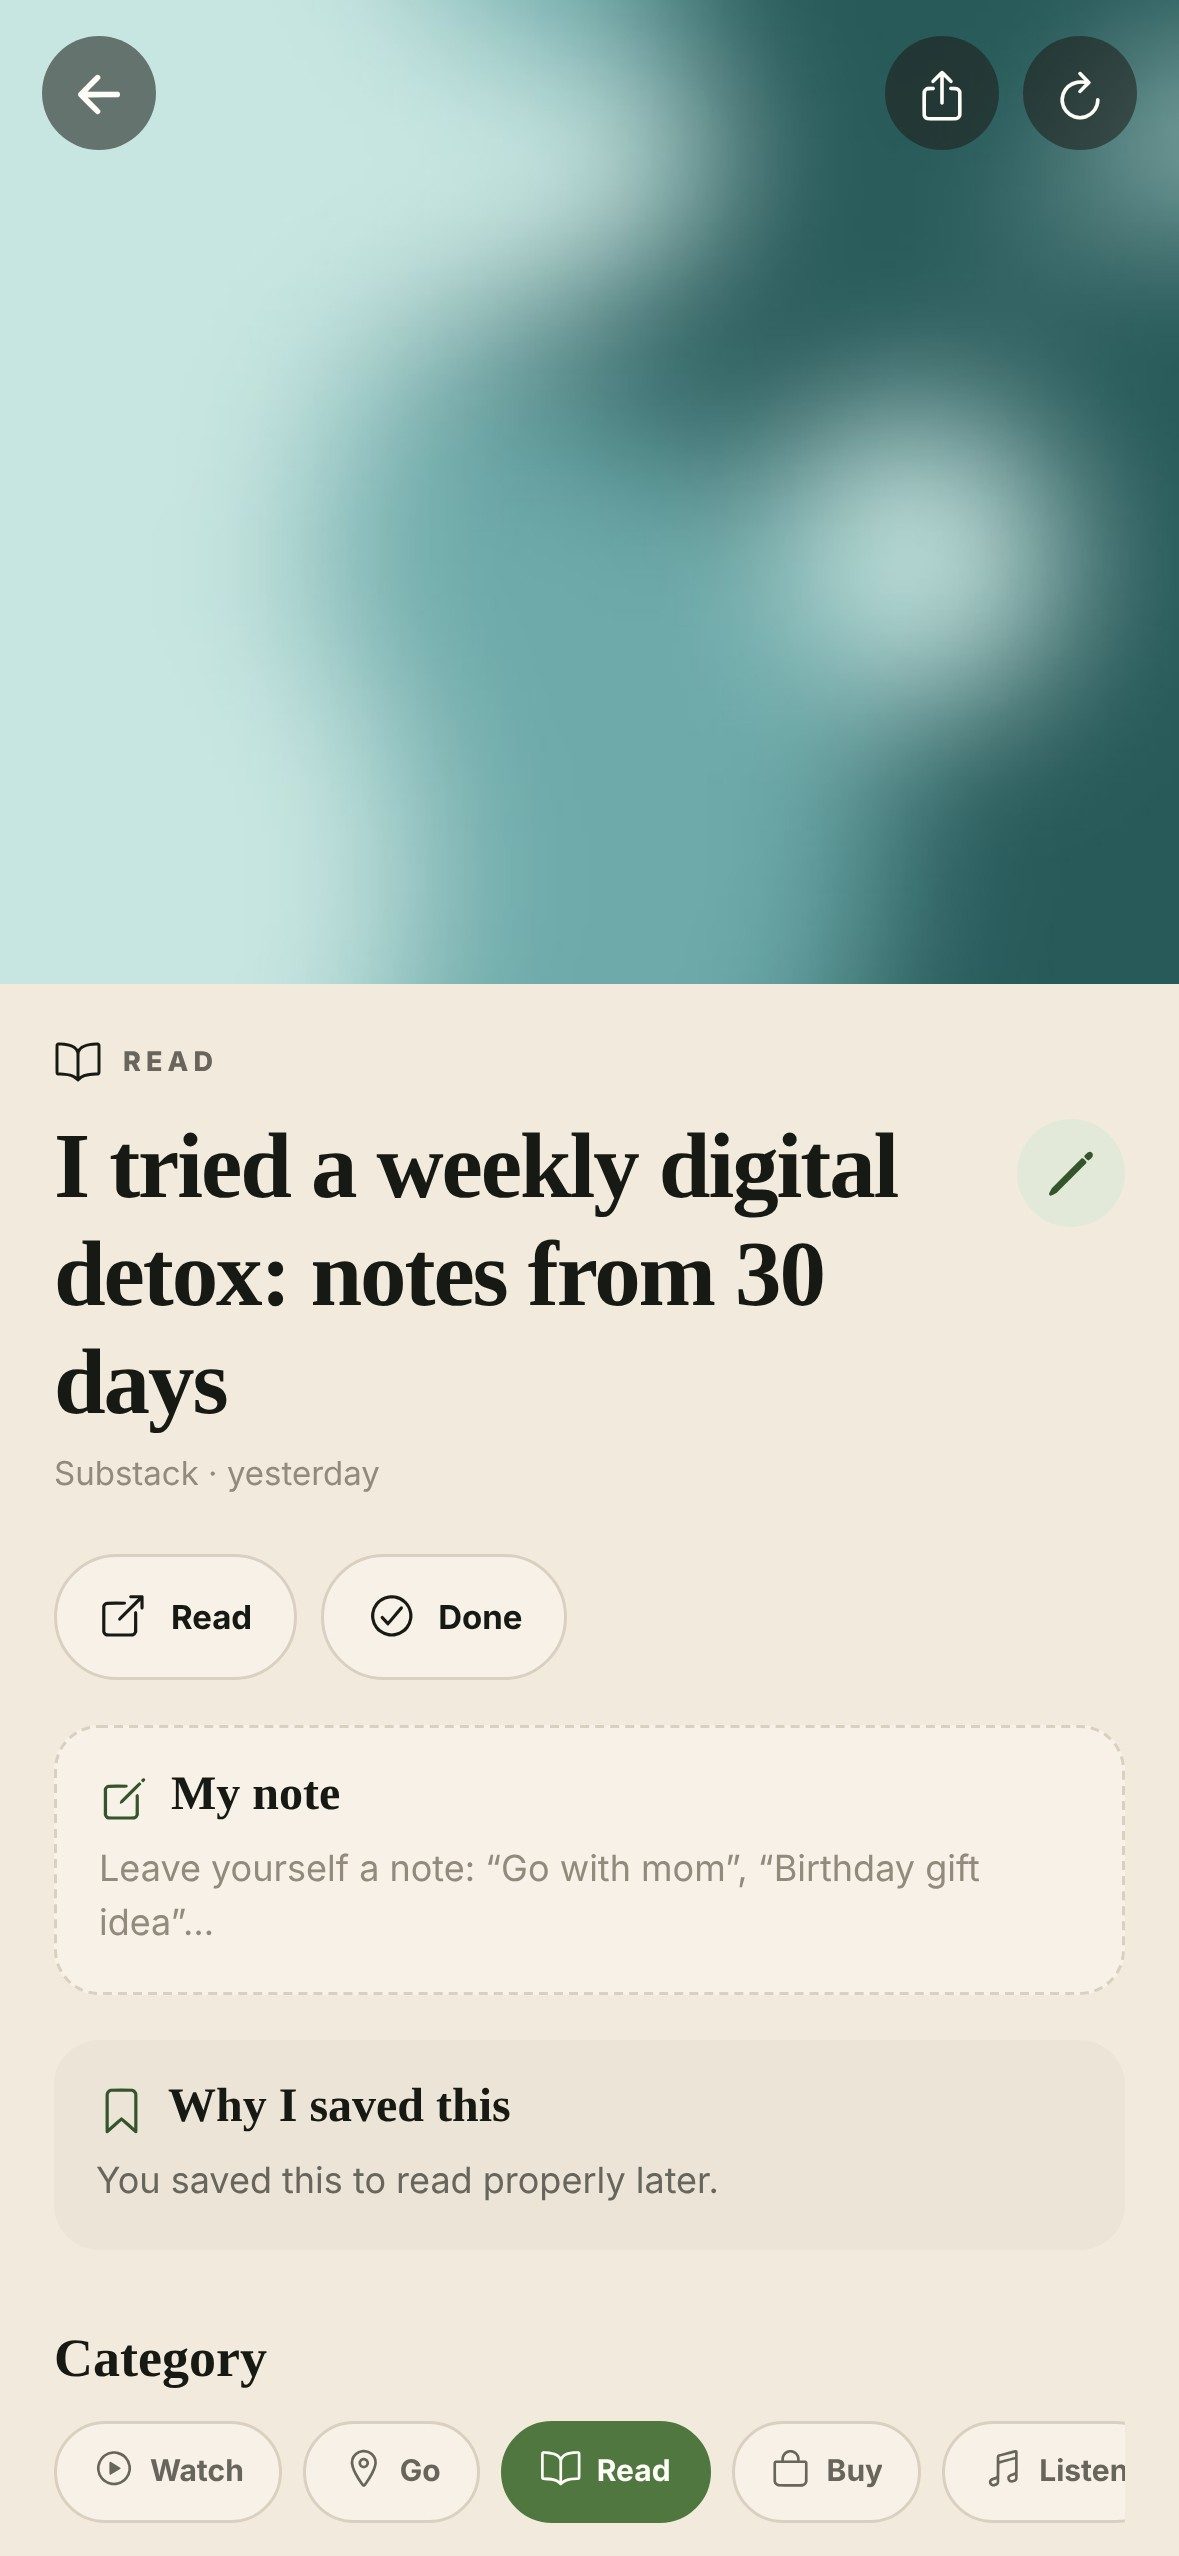 READ
I tried a weekly digital
detox: notes from 30
days
Substack · yesterday
Read Done
My note
Leave yourself a note: “Go with mom”, “Birthday gift
idea”...
Why I saved this
You saved this to read properly later.
Category
Watch Go Read Buy Listen